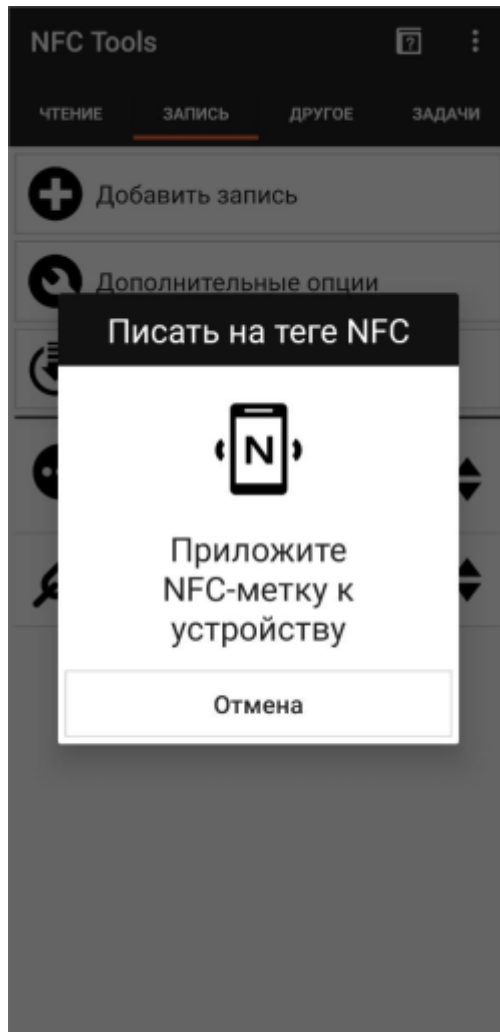 NFC Tools
ЧТЕНИЕ ЗАПИСЬ ДРУГОЕ ЗАДАЧИ
Добавить запись
Дополнительные опции
Писать на теге NFC
N
Приложите
NFC-метку к
устройству
Отмена